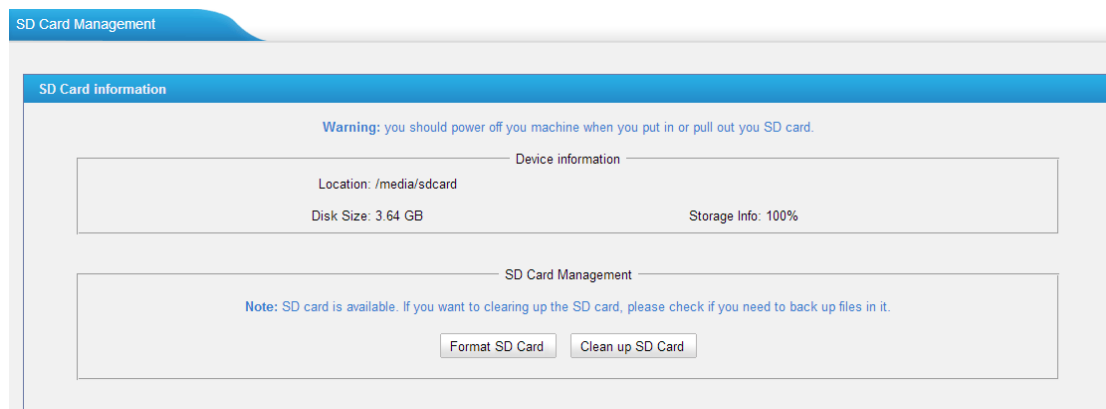 SD Card Management
SD Card information
Warning: you should power off you machine when you put in or pull out you SD card.
Device information
Location: /media/sdcard
Disk Size: 3.64 GB Storage Info: 100%
SD Card Management
Note: SD card is available. If you want to clearing up the SD card, please check if you need to back up files in it.
Format SD Card Clean up SD Card